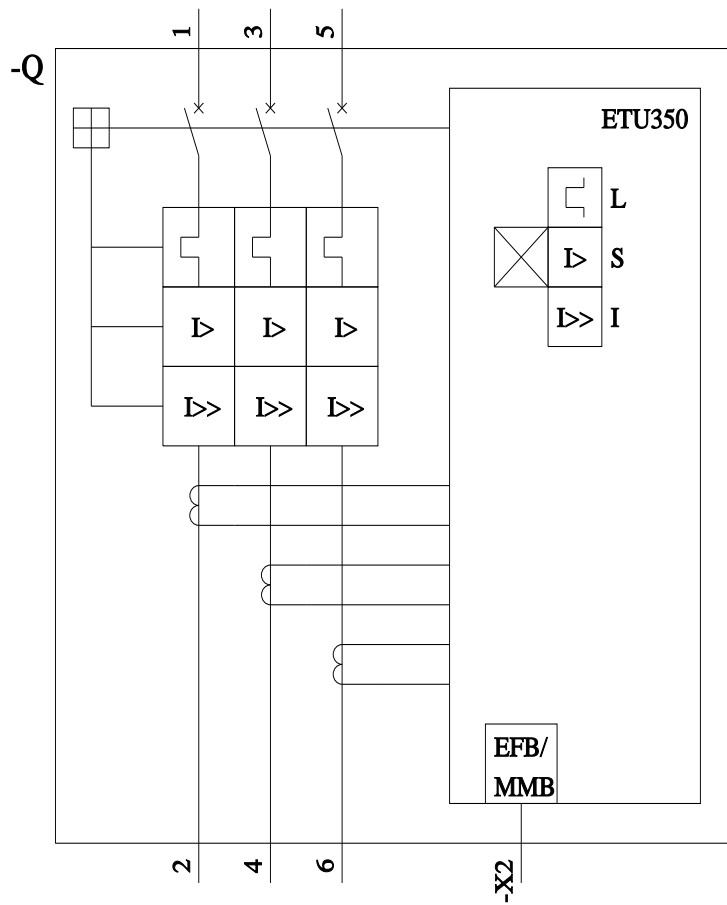 1 3 5
-Q
ETU350
L
I> S
I>> I
I> I> I>
I>> I>> I>>
EFB/
MMB
2 4 6 -X2